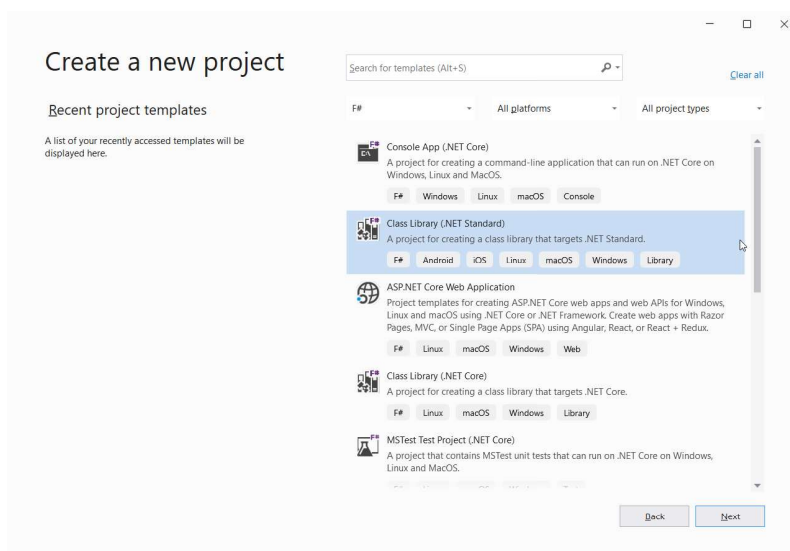 Create a new project
Search for templates (Alt+S)
Clear all
Recent project templates
F#
All platforms
All project types
A list of your recently accessed templates will be
displayed here.
Console App (.NET Core)
A project for creating a command-line application that can run on .NET Core on
Windows, Linux and MacOS.
F# Windows Linux macOS Console
Class Library (.NET Standard)
A project for creating a class library that targets .NET Standard.
F# Android iOS Linux macOS Windows Library
ASP.NET Core Web Application
Project templates for creating ASP.NET Core web apps and web APIs for Windows,
Linux and macOS using .NET Core or .NET Framework. Create web apps with Razor
Pages, MVC, or Single Page Apps (SPA) using Angular, React, or React + Redux.
F# Linux macOS Windows Web
Class Library (.NET Core)
A project for creating a class library that targets .NET Core.
F# Linux macOS Windows Library
MSTest Test Project (.NET Core)
A project that contains MSTest unit tests that can run on .NET Core on Windows,
Linux and MacOS.
Back
Next